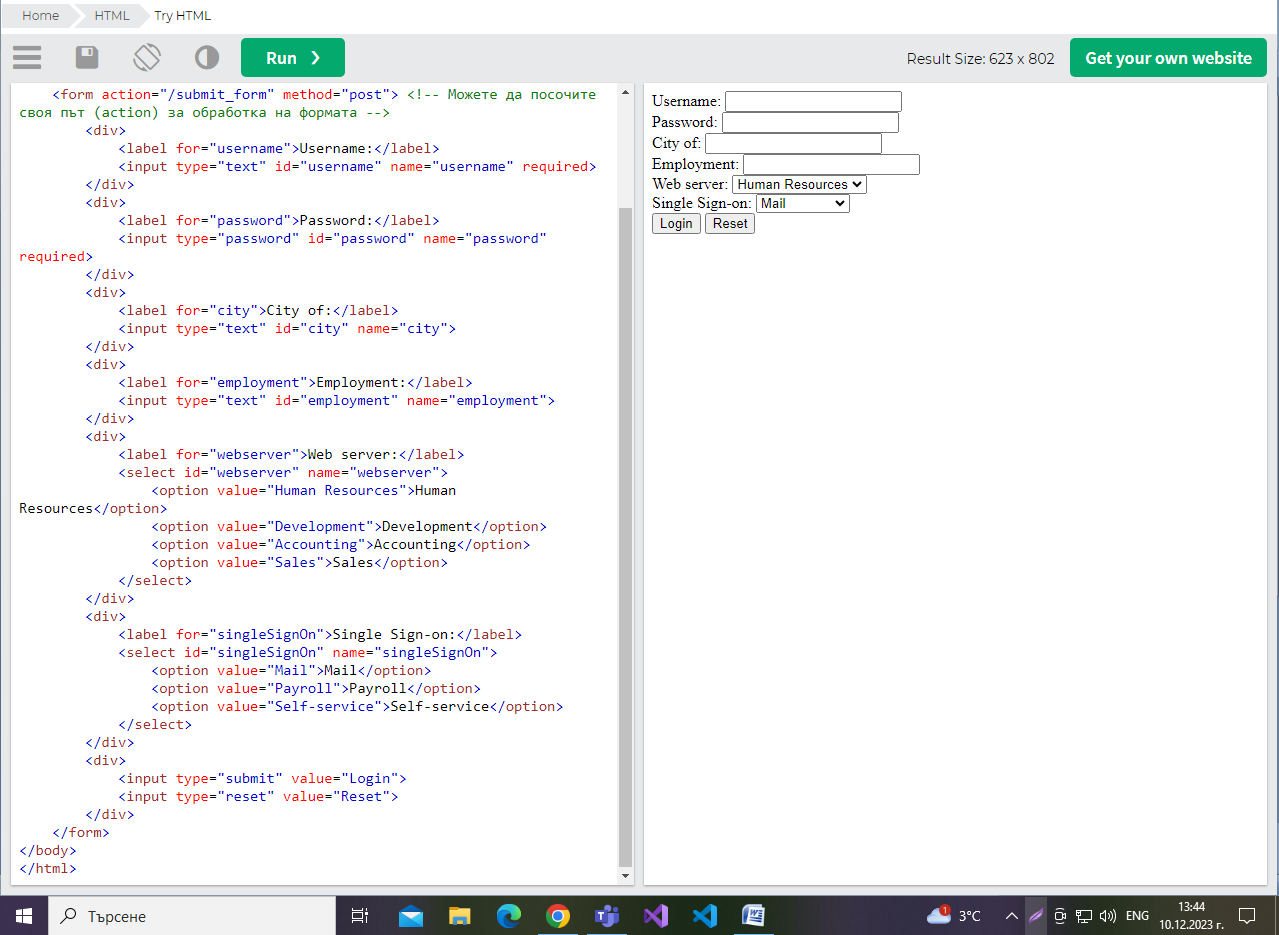 Home HTML Try HTML
Run ❯ Result Size: 623 x 802 Get your own website
    <form action="/submit_form" method="post"> <!-- Можете да посочите
своя път (action) за обработка на формата -->
        <div>
            <label for="username">Username:</label>
            <input type="text" id="username" name="username" required>
        </div>
        <div>
            <label for="password">Password:</label>
            <input type="password" id="password" name="password"
required>
        </div>
        <div>
            <label for="city">City of:</label>
            <input type="text" id="city" name="city">
        </div>
        <div>
            <label for="employment">Employment:</label>
            <input type="text" id="employment" name="employment">
        </div>
        <div>
            <label for="webserver">Web server:</label>
            <select id="webserver" name="webserver">
                <option value="Human Resources">Human
Resources</option>
                <option value="Development">Development</option>
                <option value="Accounting">Accounting</option>
                <option value="Sales">Sales</option>
            </select>
        </div>
        <div>
            <label for="singleSignOn">Single Sign-on:</label>
            <select id="singleSignOn" name="singleSignOn">
                <option value="Mail">Mail</option>
                <option value="Payroll">Payroll</option>
                <option value="Self-service">Self-service</option>
            </select>
        </div>
        <div>
            <input type="submit" value="Login">
            <input type="reset" value="Reset">
        </div>
    </form>
</body>
</html>
Username:
Password:
City of:
Employment:
Web server: Human Resources
Single Sign-on: Mail
Login Reset
Търсене
1 3°C ENG
13:44
10.12.2023 г.